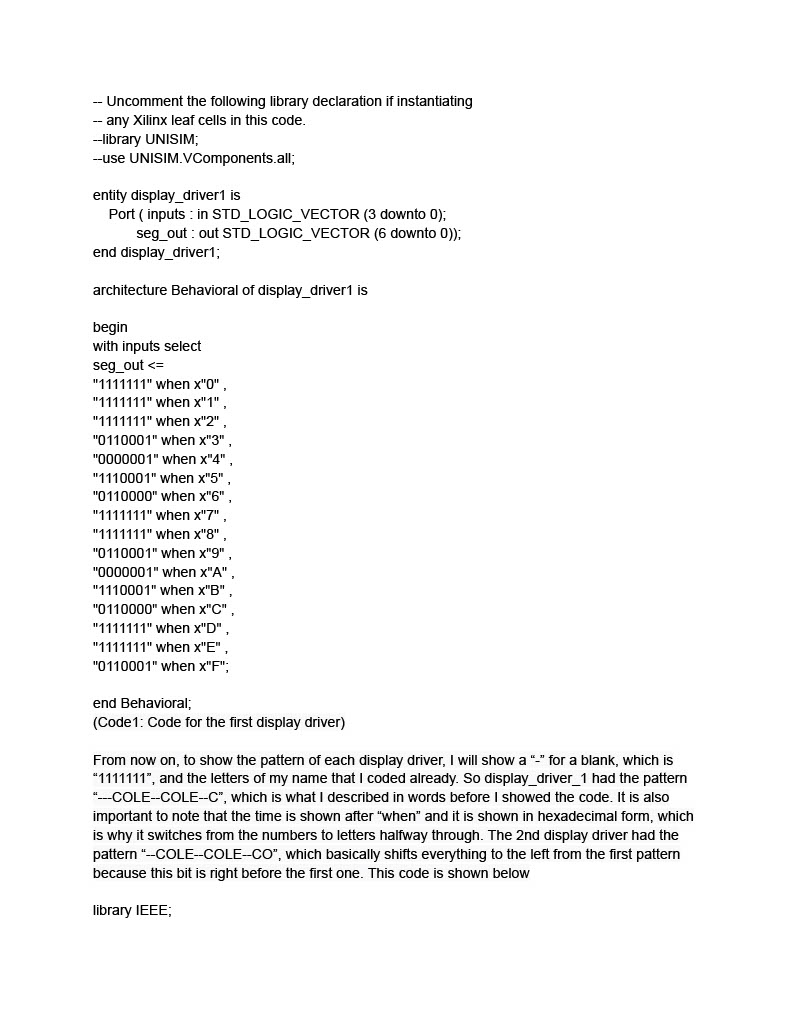 -- Uncomment the following library declaration if instantiating
-- any Xilinx leaf cells in this code.
--library UNISIM;
--use UNISIM.VComponents.all;
entity display_driver1 is
Port ( inputs : in STD_LOGIC_VECTOR (3 downto 0);
seg_out : out STD_LOGIC_VECTOR (6 downto 0));
end display_driver1;
architecture Behavioral of display_driver1 is
begin
with inputs select
seg_out <=
"1111111" when x"0" ,
"1111111" when x"1" ,
"1111111" when x"2" ,
"0110001" when x"3" ,
"0000001" when x"4" ,
"1110001" when x"5" ,
"0110000" when x"6" ,
"1111111" when x"7" ,
"1111111" when x"8" ,
"0110001" when x"9" ,
"0000001" when x"A" ,
"1110001" when x"B" ,
"0110000" when x"C" ,
"1111111" when x"D" ,
"1111111" when x"E" ,
"0110001" when x"F";
end Behavioral;
(Code1: Code for the first display driver)
From now on, to show the pattern of each display driver, I will show a “-” for a blank, which is
“1111111”, and the letters of my name that I coded already. So display_driver_1 had the pattern
“---COLE--COLE--C”, which is what I described in words before I showed the code. It is also
important to note that the time is shown after “when” and it is shown in hexadecimal form, which
is why it switches from the numbers to letters halfway through. The 2nd display driver had the
pattern “--COLE--COLE--CO”, which basically shifts everything to the left from the first pattern
because this bit is right before the first one. This code is shown below
library IEEE;